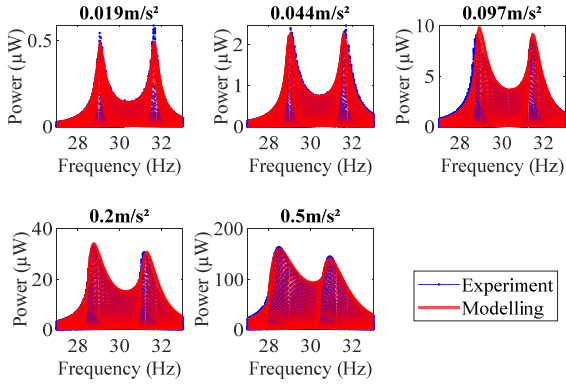 0.019m/s²
0.044m/s²
0.097m/s²
Power (µW)
0.5
0
28 30 32
Frequency (Hz)
Power (µW)
2
1
0
28 30 32
Frequency (Hz)
Power (µW)
10
5
0
28 30 32
Frequency (Hz)
0.2m/s²
0.5m/s²
Power (µW)
40
20
0
28 30 32
Frequency (Hz)
Power (µW)
200
100
0
28 30 32
Frequency (Hz)
Experiment
Modelling